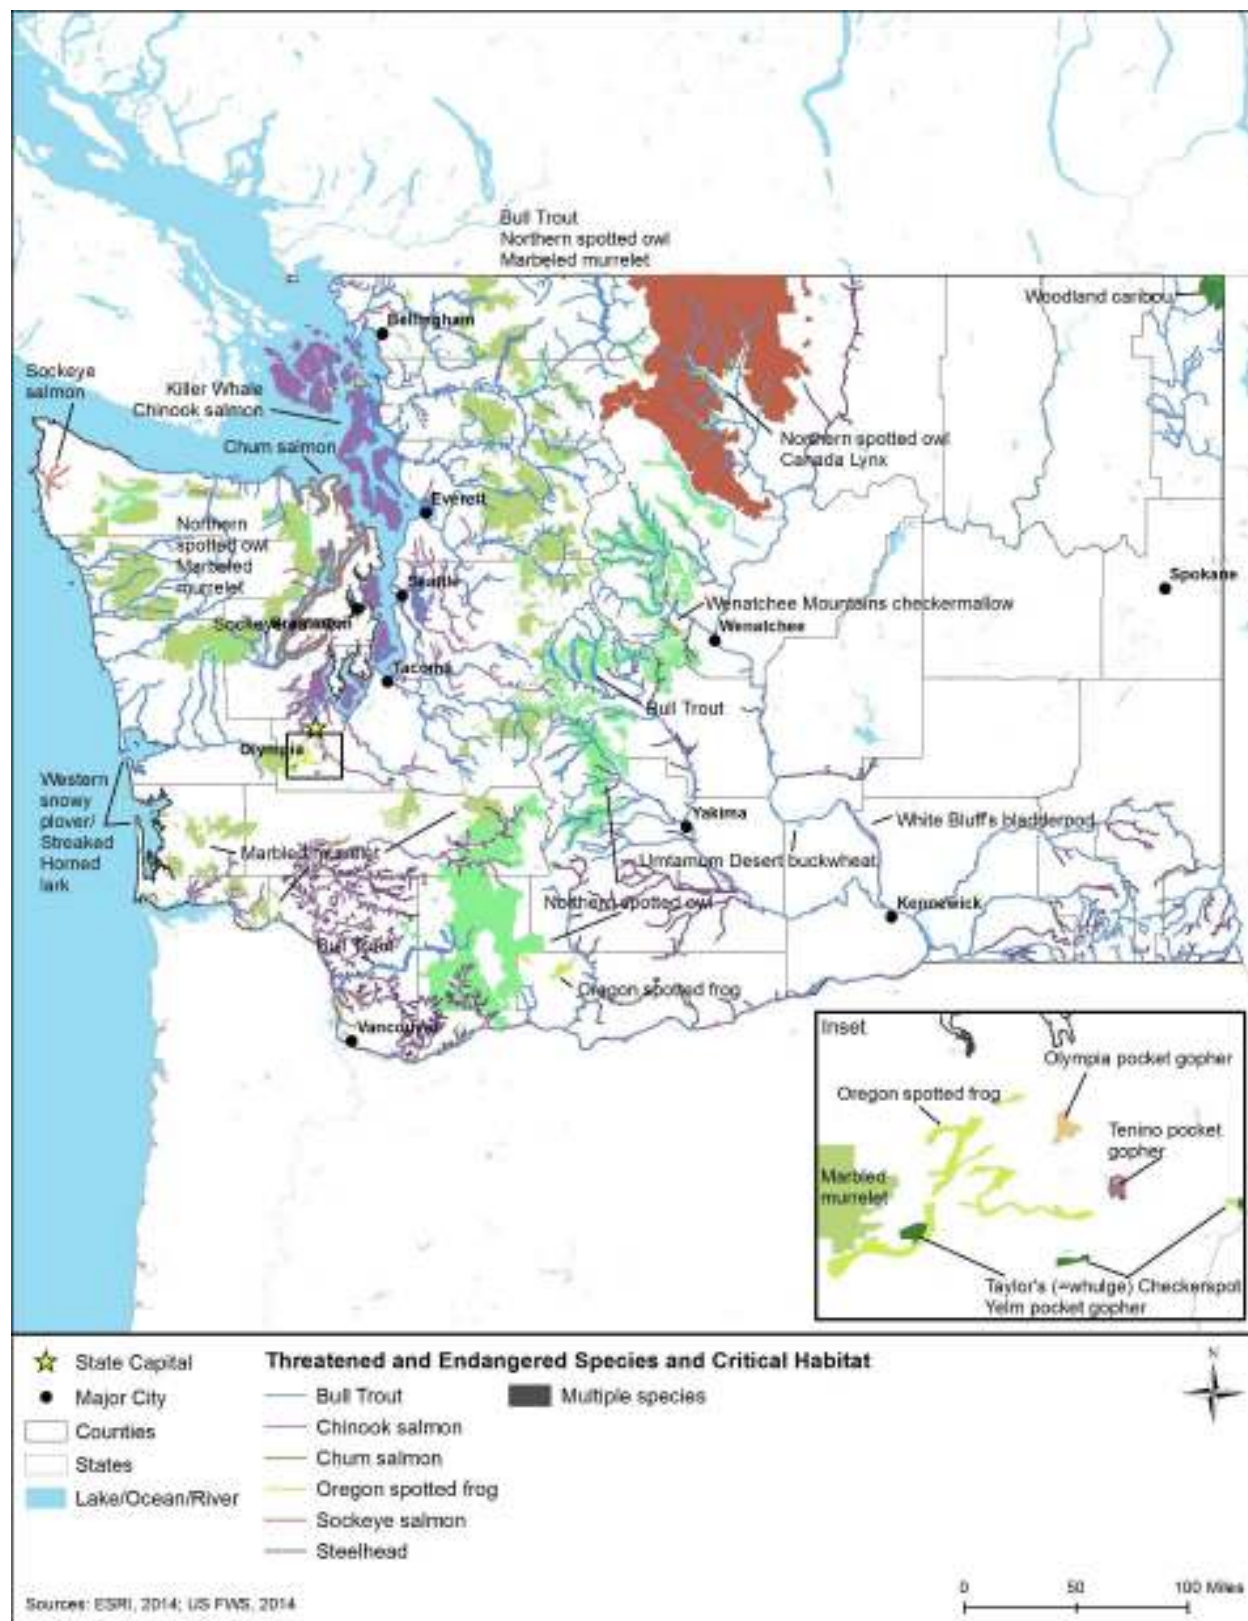 Bull Trout
Northern spotted owl
Marbeled murrelet
Woodland caribou
Bellingham
Sockeye
salmon
Killer Whale
Chinook salmon
Chum salmon
Northern spotted owl
Canada Lynx
Everett
Northern
spotted owl
Marbeled
murrelet
Spokane
Seattle
Wenatchee Mountains checkermallow
Sockeye
Wenatchee
Tacoma
Bull Trout
Olympia
Western
snowy
plover/
Streaked
Horned
lark
Yakima
White Bluff's bladderpod
Marbled murrelet
Umtamum Desert buckwheat
Northern spotted owl
Kennewick
Bull Trout
Oregon spotted frog
Vancouver
Inset
Olympia pocket gopher
Oregon spotted frog
Tenino pocket
gopher
Marbled
murrelet
Taylor's (=whulge) Checkerspot
Yelm pocket gopher
State Capital
Major City
Counties
States
Lake/Ocean/River
Threatened and Endangered Species and Critical Habitat
Bull Trout
Chinook salmon
Chum salmon
Oregon spotted frog
Sockeye salmon
Steelhead
Multiple species
N
Sources: ESRI, 2014; US FWS, 2014
0 50 100 Miles